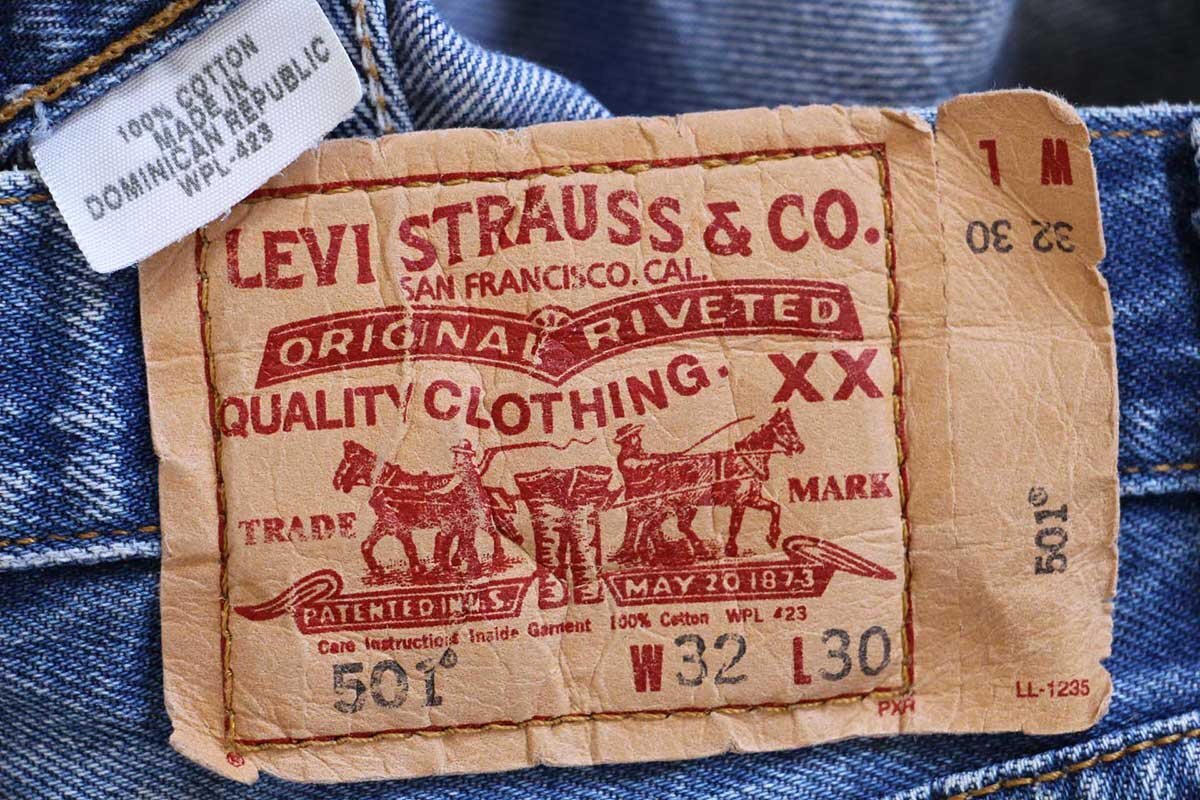 100% COTTON
MADE IN
DOMINICAN REPUBLIC
WPL-423
LEVI STRAUSS & CO.
SAN FRANCISCO. CAL.
ORIGINAL RIVETED
QUALITY CLOTHING. XX
TRADE MARK
PATENTED IN U.S. MAY 20 1873
Care Instructions Inside Garment 100% Cotton WPL 423
501® W32 L30
PXR
®
W L
32 30
501®
LL-1235